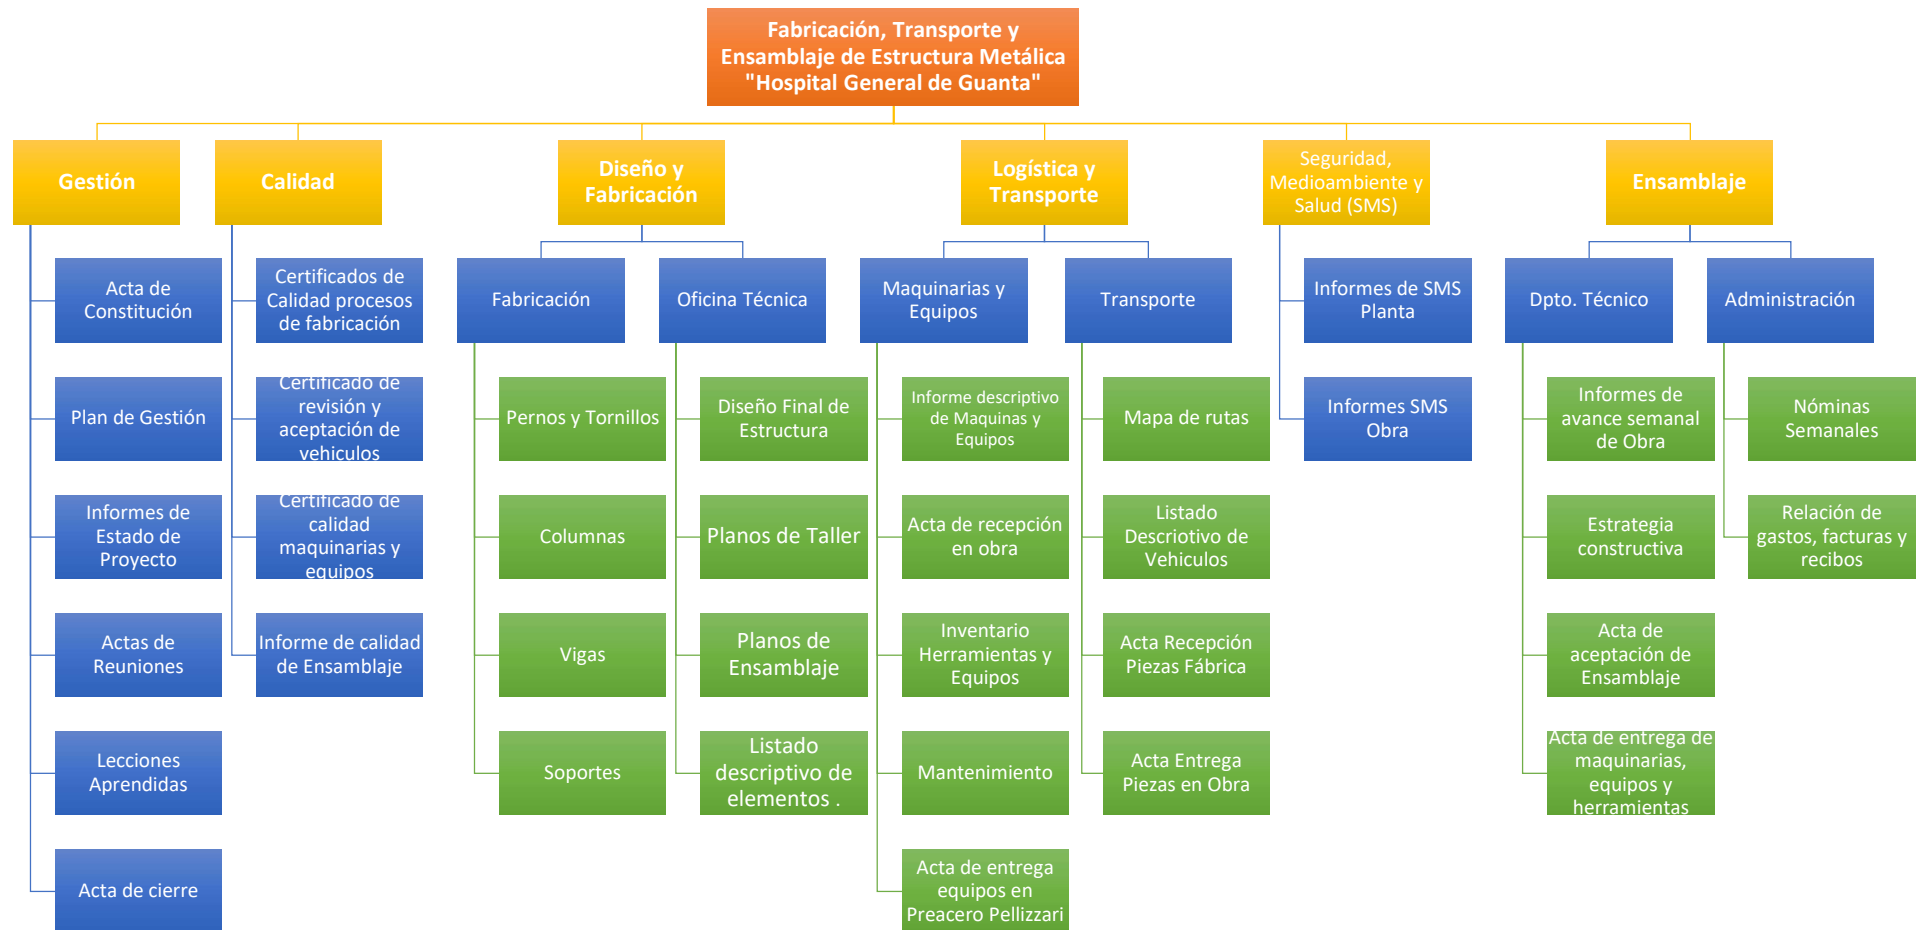 Fabricación, Transporte y
Ensamblaje de Estructura Metálica
"Hospital General de Guanta"
Gestión
Acta de
Constitución
Plan de Gestión
Informes de
Estado de
Proyecto
Actas de
Reuniones
Lecciones
Aprendidas
Acta de cierre
Calidad
Certificados de
Calidad procesos
de fabricación
Certificado de
revisión y
aceptación de
vehiculos
Certificado de
calidad
maquinarias y
equipos
Informe de calidad
de Ensamblaje
Diseño y
Fabricación
Fabricación
Pernos y Tornillos
Columnas
Vigas
Soportes
Oficina Técnica
Diseño Final de
Estructura
Planos de Taller
Planos de
Ensamblaje
Listado
descriptivo de
elementos .
Logística y
Transporte
Maquinarias y
Equipos
Informe descriptivo
de Maquinas y
Equipos
Acta de recepción
en obra
Inventario
Herramientas y
Equipos
Mantenimiento
Acta de entrega
equipos en
Preacero Pellizzari
Transporte
Mapa de rutas
Listado
Descriotivo de
Vehiculos
Acta Recepción
Piezas Fábrica
Acta Entrega
Piezas en Obra
Seguridad,
Medioambiente y
Salud (SMS)
Informes de SMS
Planta
Informes SMS
Obra
Ensamblaje
Dpto. Técnico
Informes de
avance semanal
de Obra
Estrategia
constructiva
Acta de
aceptación de
Ensamblaje
Acta de entrega de
maquinarias,
equipos y
herramientas
Administración
Nóminas
Semanales
Relación de
gastos, facturas y
recibos